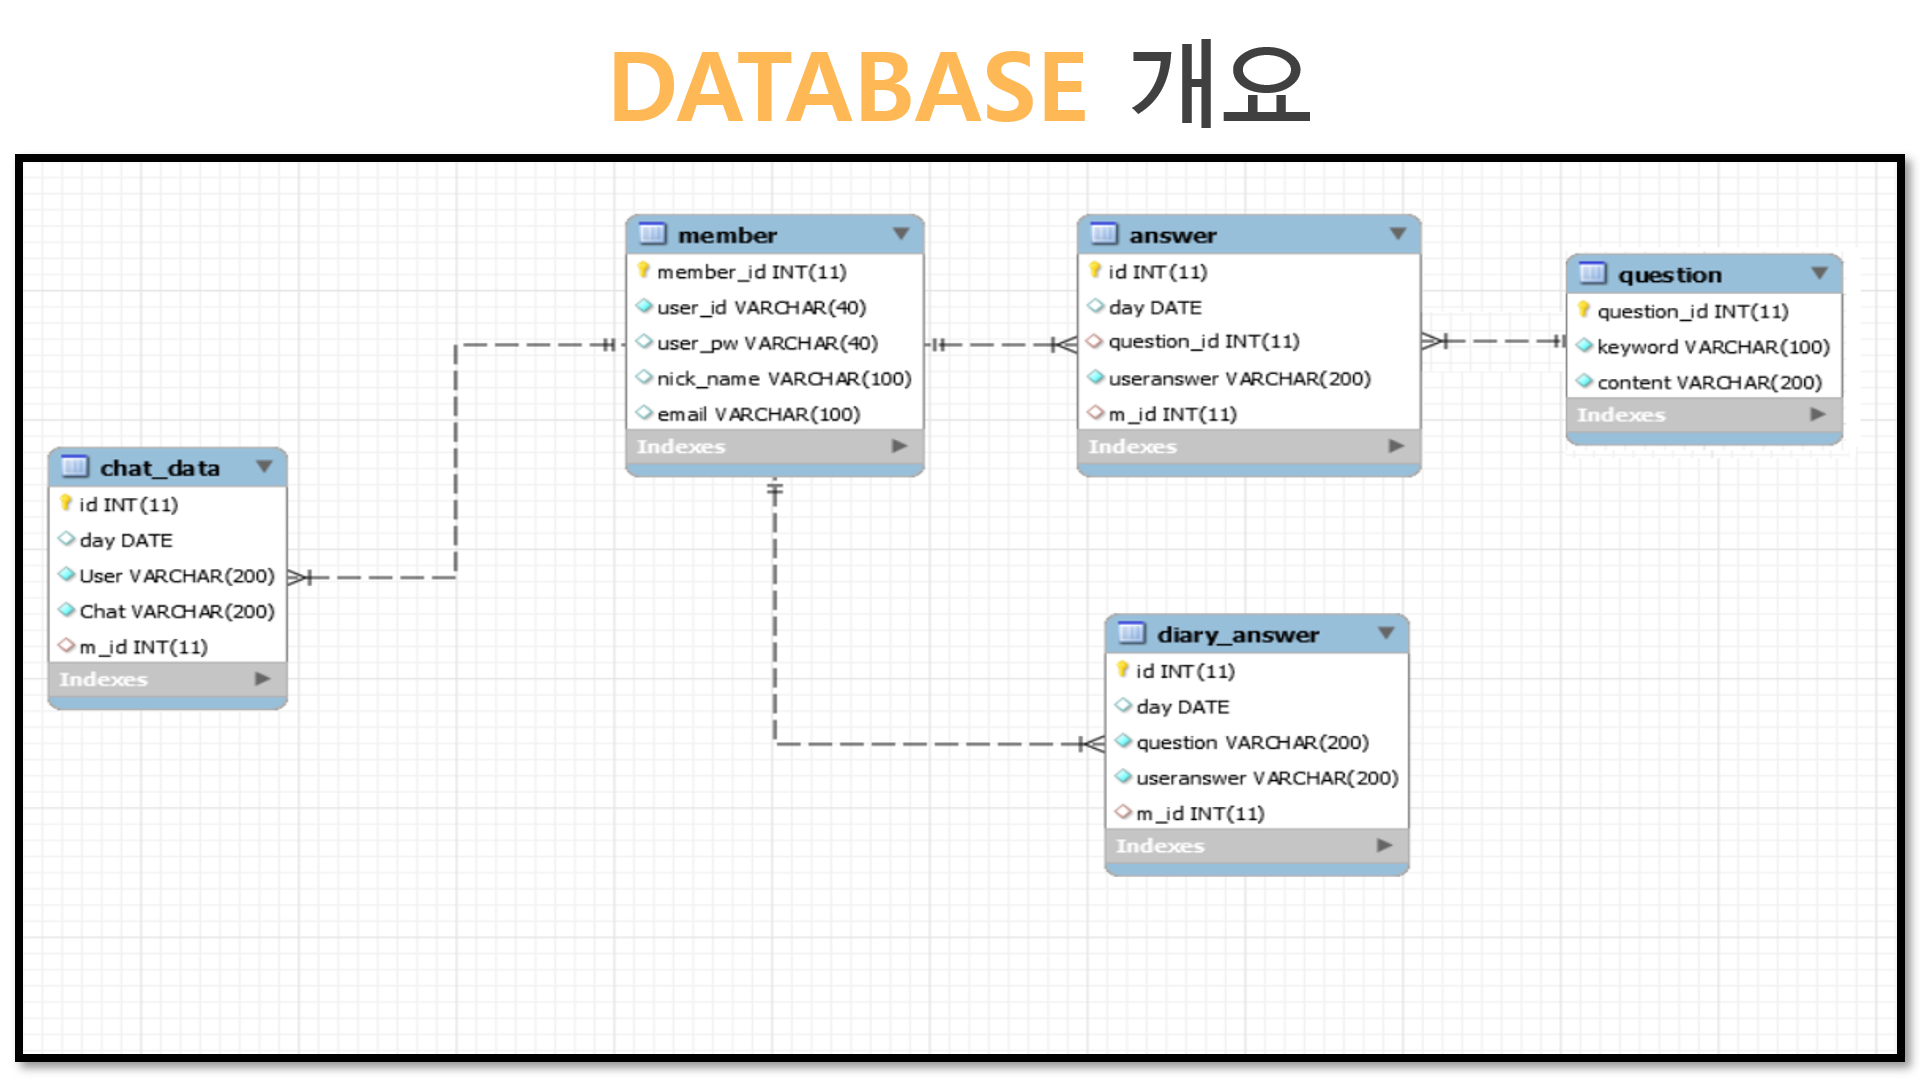 DATABASE 개요
member
member_id INT(11)
user_id VARCHAR(40)
user_pw VARCHAR(40)
nick_name VARCHAR(100)
email VARCHAR(100)
Indexes
answer
id INT(11)
day DATE
question_id INT(11)
useranswer VARCHAR(200)
m_id INT(11)
Indexes
question
question_id INT(11)
keyword VARCHAR(100)
content VARCHAR(200)
Indexes
chat_data
id INT(11)
day DATE
User VARCHAR(200)
Chat VARCHAR(200)
m_id INT(11)
Indexes
diary_answer
id INT(11)
day DATE
question VARCHAR(200)
useranswer VARCHAR(200)
m_id INT(11)
Indexes